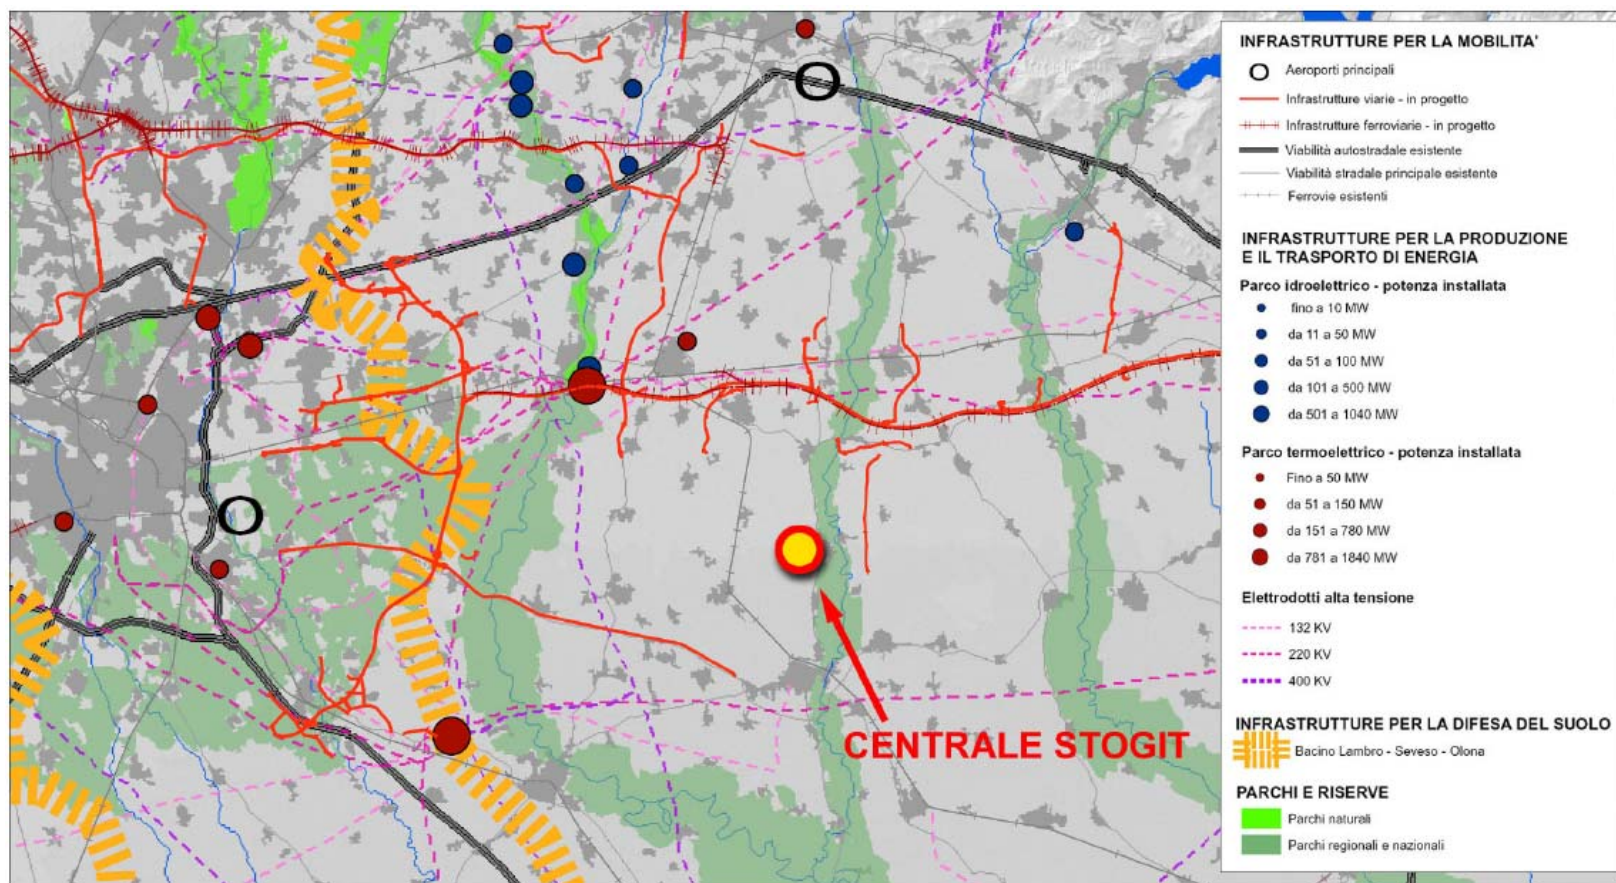 INFRASTRUTTURE PER LA MOBILITA'
Aeroporti principali
Infrastrutture viarie - in progetto
Infrastrutture ferroviarie - in progetto
Viabilità autostradale esistente
Viabilità stradale principale esistente
Ferrovie esistenti
INFRASTRUTTURE PER LA PRODUZIONE
E IL TRASPORTO DI ENERGIA
Parco idroelettrico - potenza installata
fino a 10 MW
da 11 a 50 MW
da 51 a 100 MW
da 101 a 500 MW
da 501 a 1040 MW
Parco termoelettrico - potenza installata
Fino a 50 MW
da 51 a 150 MW
da 151 a 780 MW
da 781 a 1840 MW
Elettrodotti alta tensione
132 KV
220 KV
400 KV
INFRASTRUTTURE PER LA DIFESA DEL SUOLO
Bacino Lambro - Seveso - Olona
PARCHI E RISERVE
Parchi naturali
Parchi regionali e nazionali
CENTRALE STOGIT